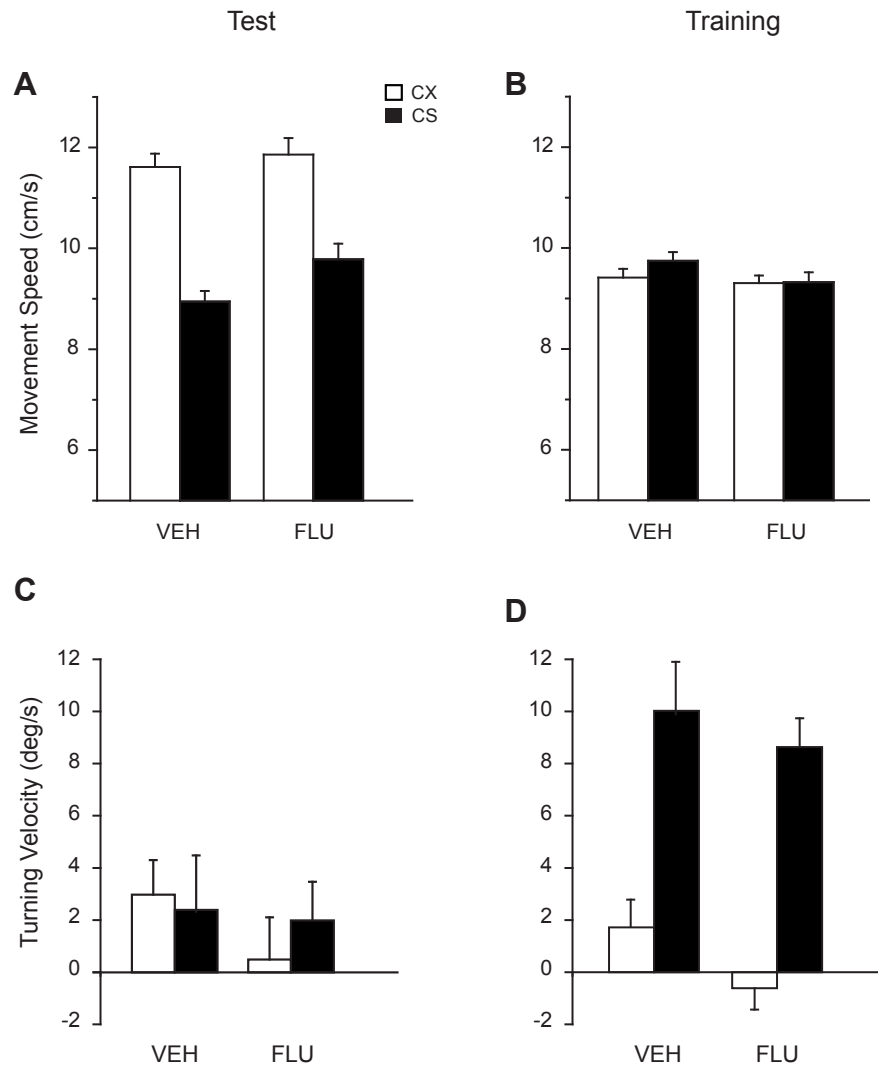 Test
Training
A
B
CX
CS
Movement Speed (cm/s)
12
10
8
6
VEH FLU
12
10
8
6
VEH FLU
C
D
Turning Velocity (deg/s)
12
10
8
6
4
2
0
-2
VEH FLU
12
10
8
6
4
2
0
-2
VEH FLU